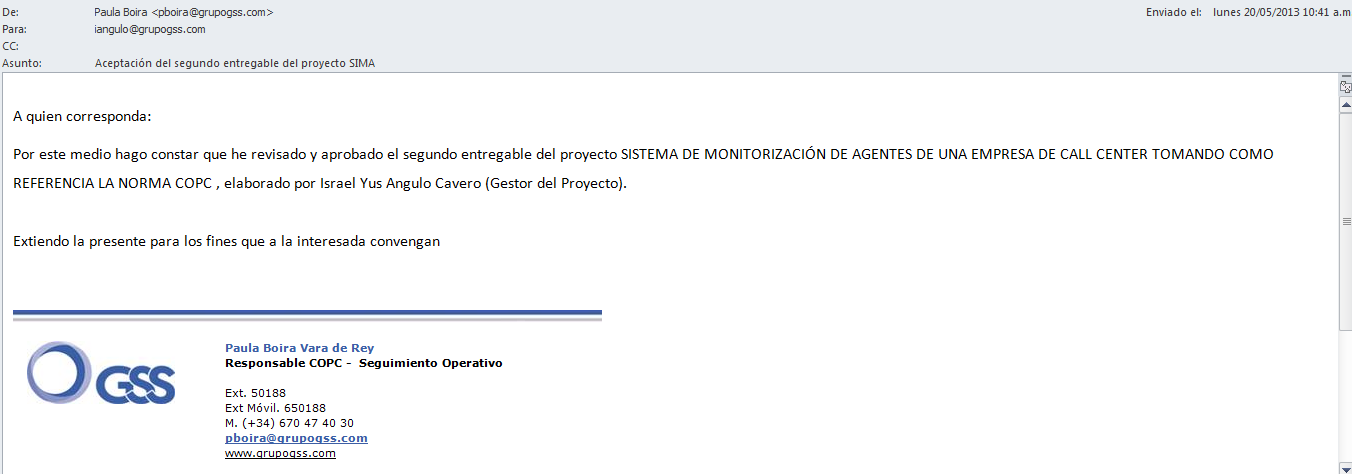 De: Paula Boira <pboira@grupogss.com> Enviado el: lunes 20/05/2013 10:41 a.m
Para: iangulo@grupogss.com
CC:
Asunto: Aceptación del segundo entregable del proyecto SIMA
A quien corresponda:
Por este medio hago constar que he revisado y aprobado el segundo entregable del proyecto SISTEMA DE MONITORIZACIÓN DE AGENTES DE UNA EMPRESA DE CALL CENTER TOMANDO COMO
REFERENCIA LA NORMA COPC , elaborado por Israel Yus Angulo Cavero (Gestor del Proyecto).
Extiendo la presente para los fines que a la interesada convengan
GSS
Paula Boira Vara de Rey
Responsable COPC - Seguimiento Operativo
Ext. 50188
Ext Móvil. 650188
M. (+34) 670 47 40 30
pboira@grupogss.com
www.grupogss.com